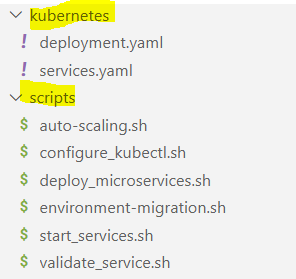 kubernetes
! deployment.yaml
! services.yaml
scripts
$ auto-scaling.sh
$ configure_kubectl.sh
$ deploy_microservices.sh
$ environment-migration.sh
$ start_services.sh
$ validate_service.sh